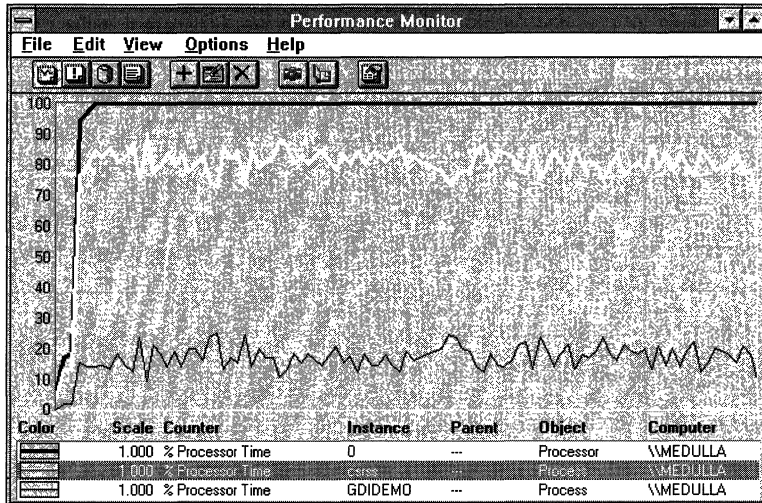 Performance Monitor
File Edit View Options Help
100
90
80
70
60
50
40
30
20
10
0
Color Scale Counter Instance Parent Object Computer
1.000 % Processor Time 0 --- Processor \\MEDULLA
1.000 % Processor Time csrss --- Process \\MEDULLA
1.000 % Processor Time GDIDEMO --- Process \\MEDULLA